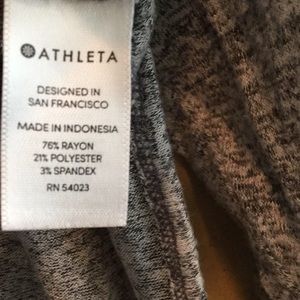 ATHLETA
DESIGNED IN
SAN FRANCISCO
MADE IN INDONESIA
76% RAYON
21% POLYESTER
3% SPANDEX
RN 54023